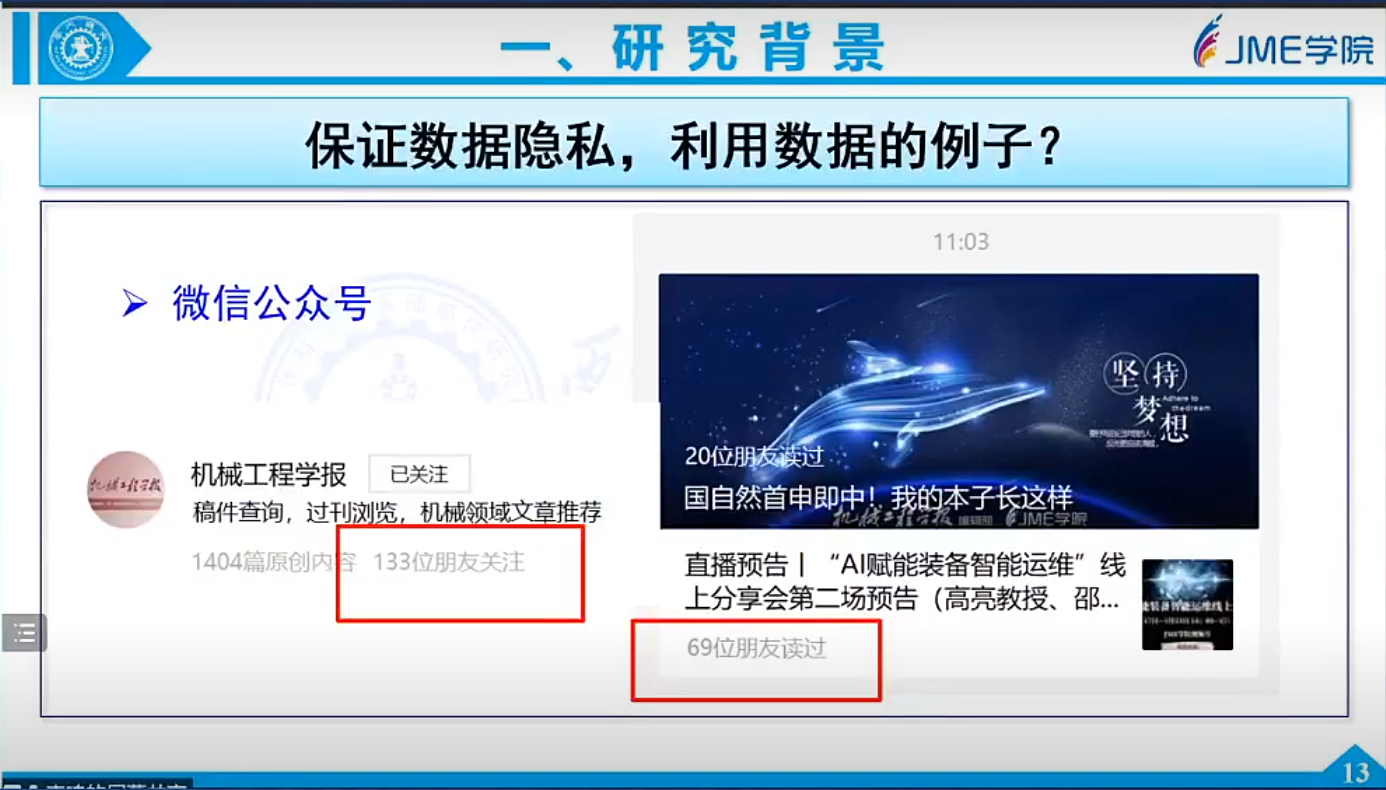 一、研究背景
JME学院
保证数据隐私，利用数据的例子？
➢ 微信公众号
机械工程学报 已关注
稿件查询，过刊浏览，机械领域文章推荐
1404篇原创内容 133位朋友关注
11:03
坚持
梦想
Adhere to
thedream
20位朋友读过
国自然首申即中！我的本子长这样
机械工程学报 编辑部 JME学院
直播预告丨“AI赋能装备智能运维”线
上分享会第二场预告（高亮教授、邵...
69位朋友读过
13